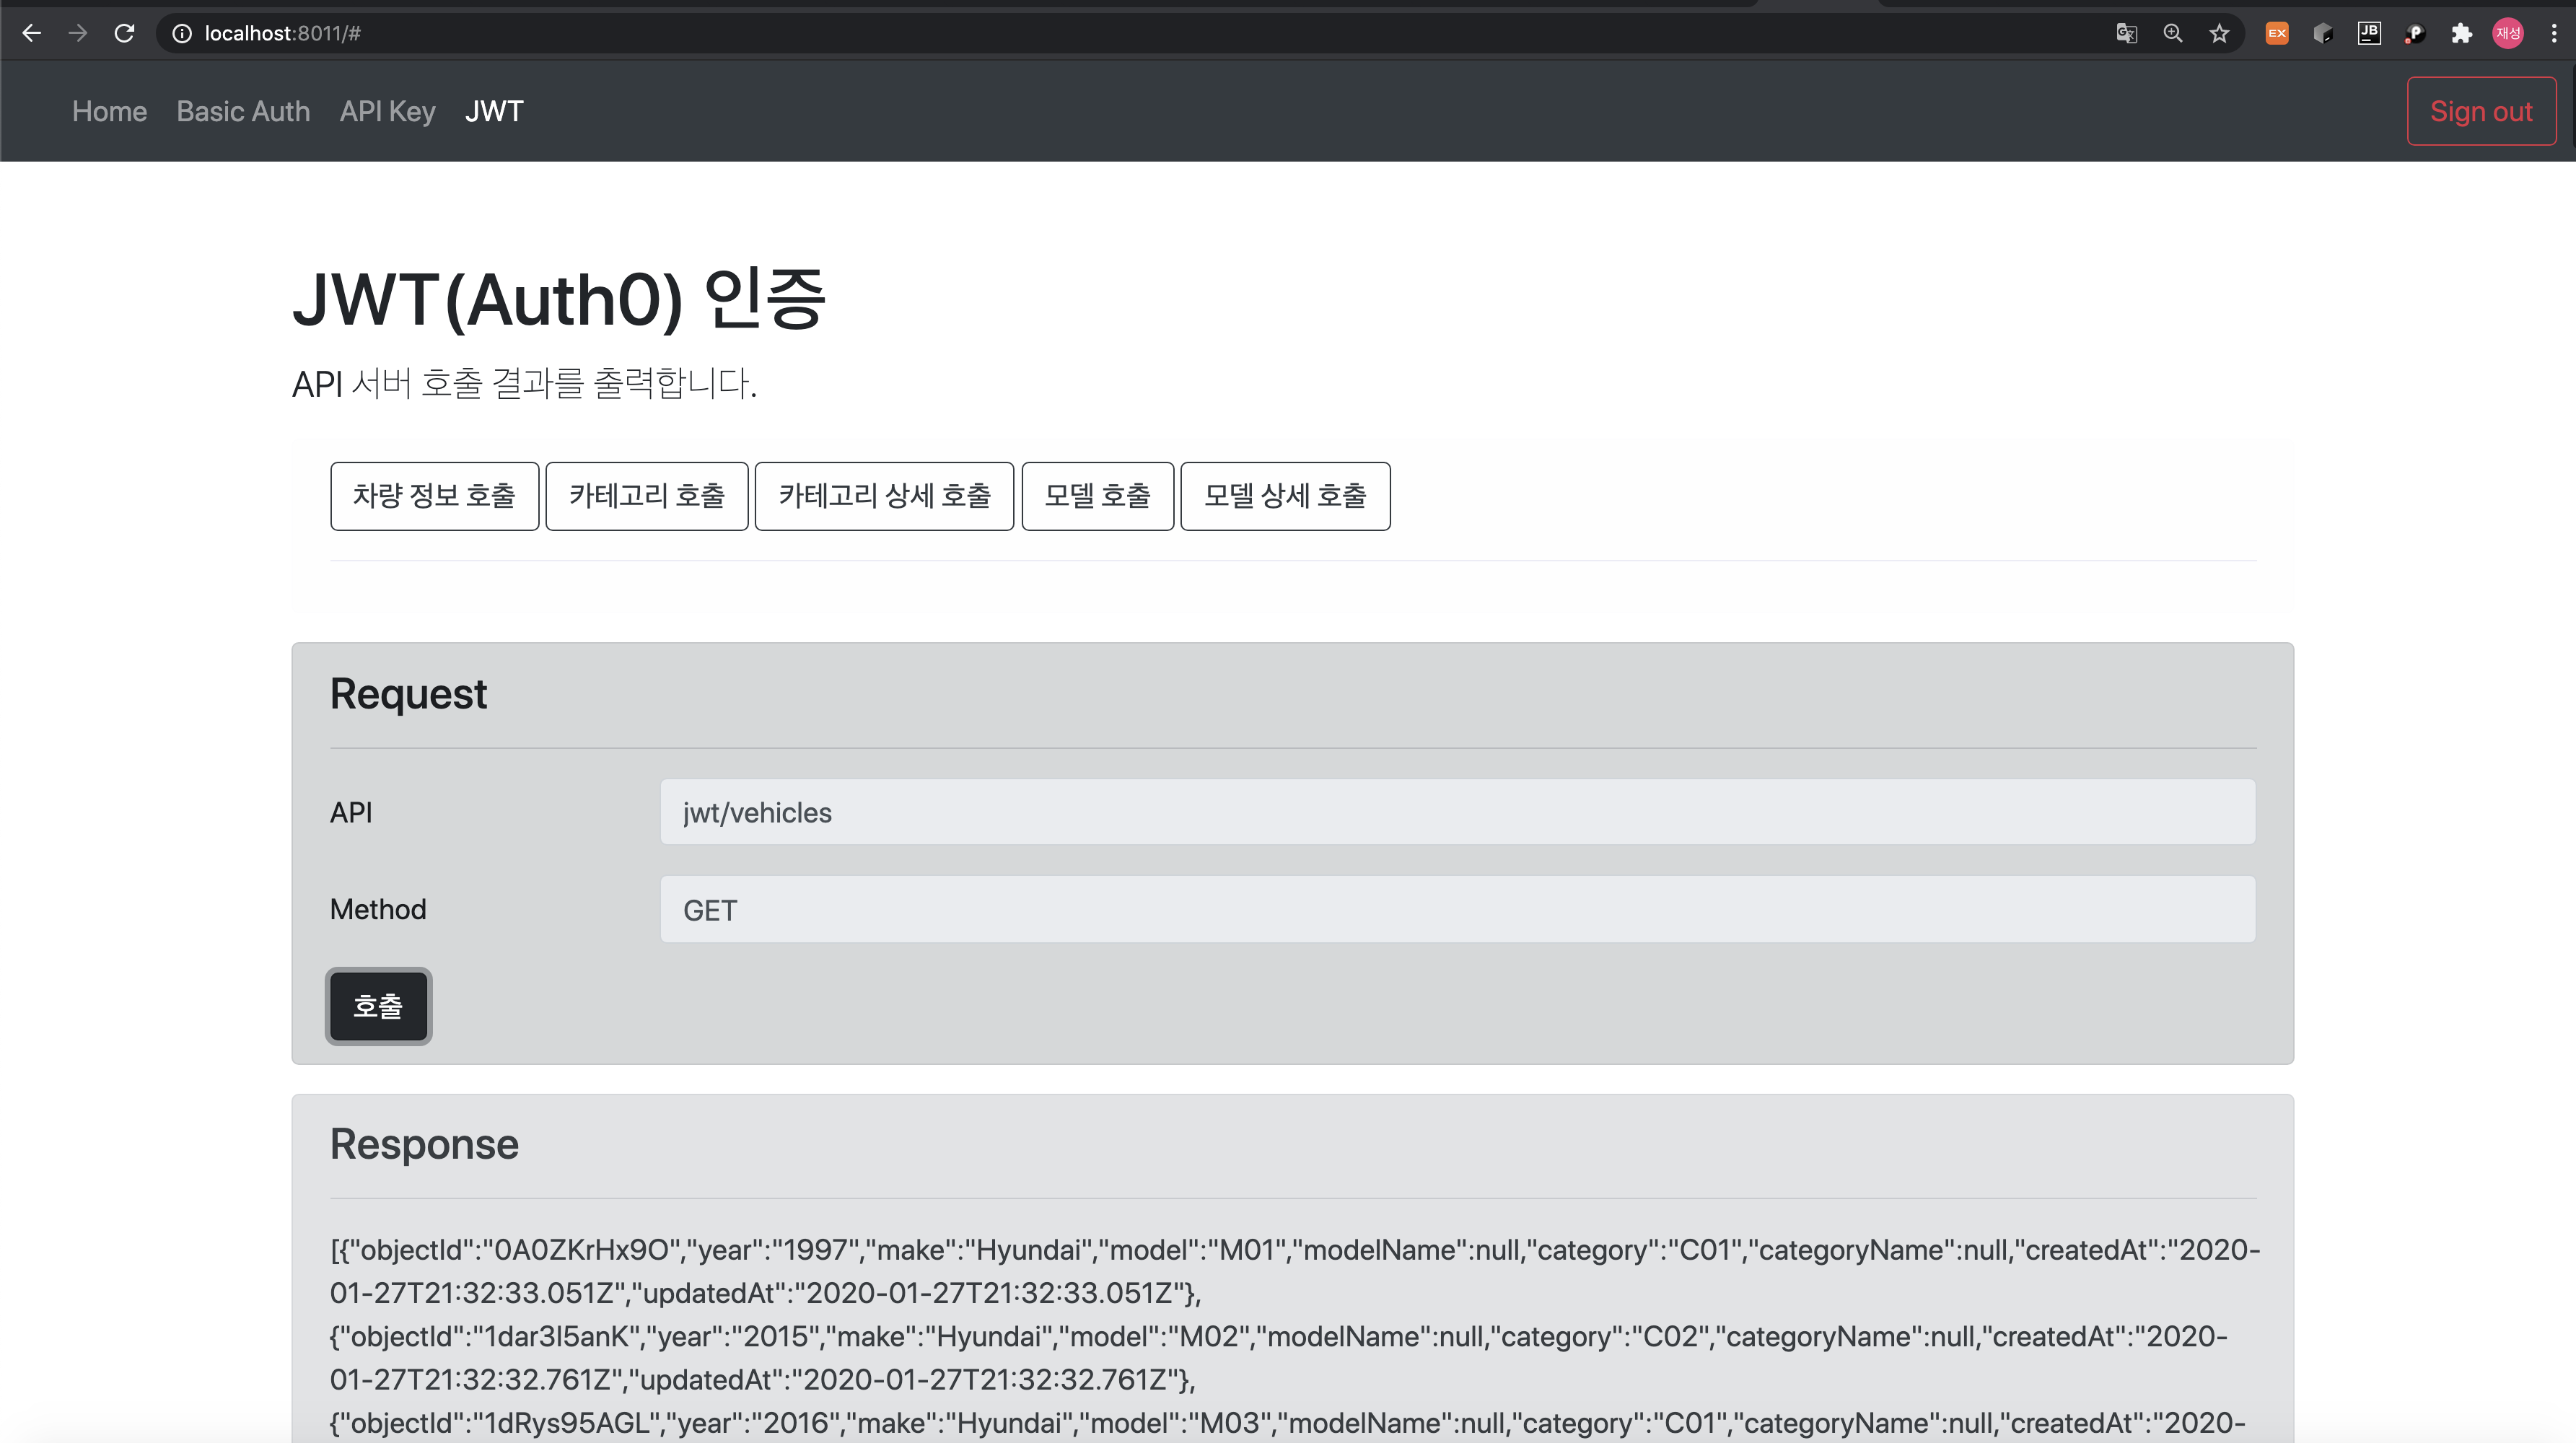 localhost:8011/#
EX
JB
P
재성
Home Basic Auth API Key JWT
Sign out
JWT(Auth0) 인증
API 서버 호출 결과를 출력합니다.
차량 정보 호출 카테고리 호출 카테고리 상세 호출 모델 호출 모델 상세 호출
Request
API jwt/vehicles
Method GET
호출
Response
[{"objectId":"0A0ZKrHx9O","year":"1997","make":"Hyundai","model":"M01","modelName":null,"category":"C01","categoryName":null,"createdAt":"2020-
01-27T21:32:33.051Z","updatedAt":"2020-01-27T21:32:33.051Z"},
{"objectId":"1dar3I5anK","year":"2015","make":"Hyundai","model":"M02","modelName":null,"category":"C02","categoryName":null,"createdAt":"2020-
01-27T21:32:32.761Z","updatedAt":"2020-01-27T21:32:32.761Z"},
{"objectId":"1dRys95AGL","year":"2016","make":"Hyundai","model":"M03","modelName":null,"category":"C01","categoryName":null,"createdAt":"2020-